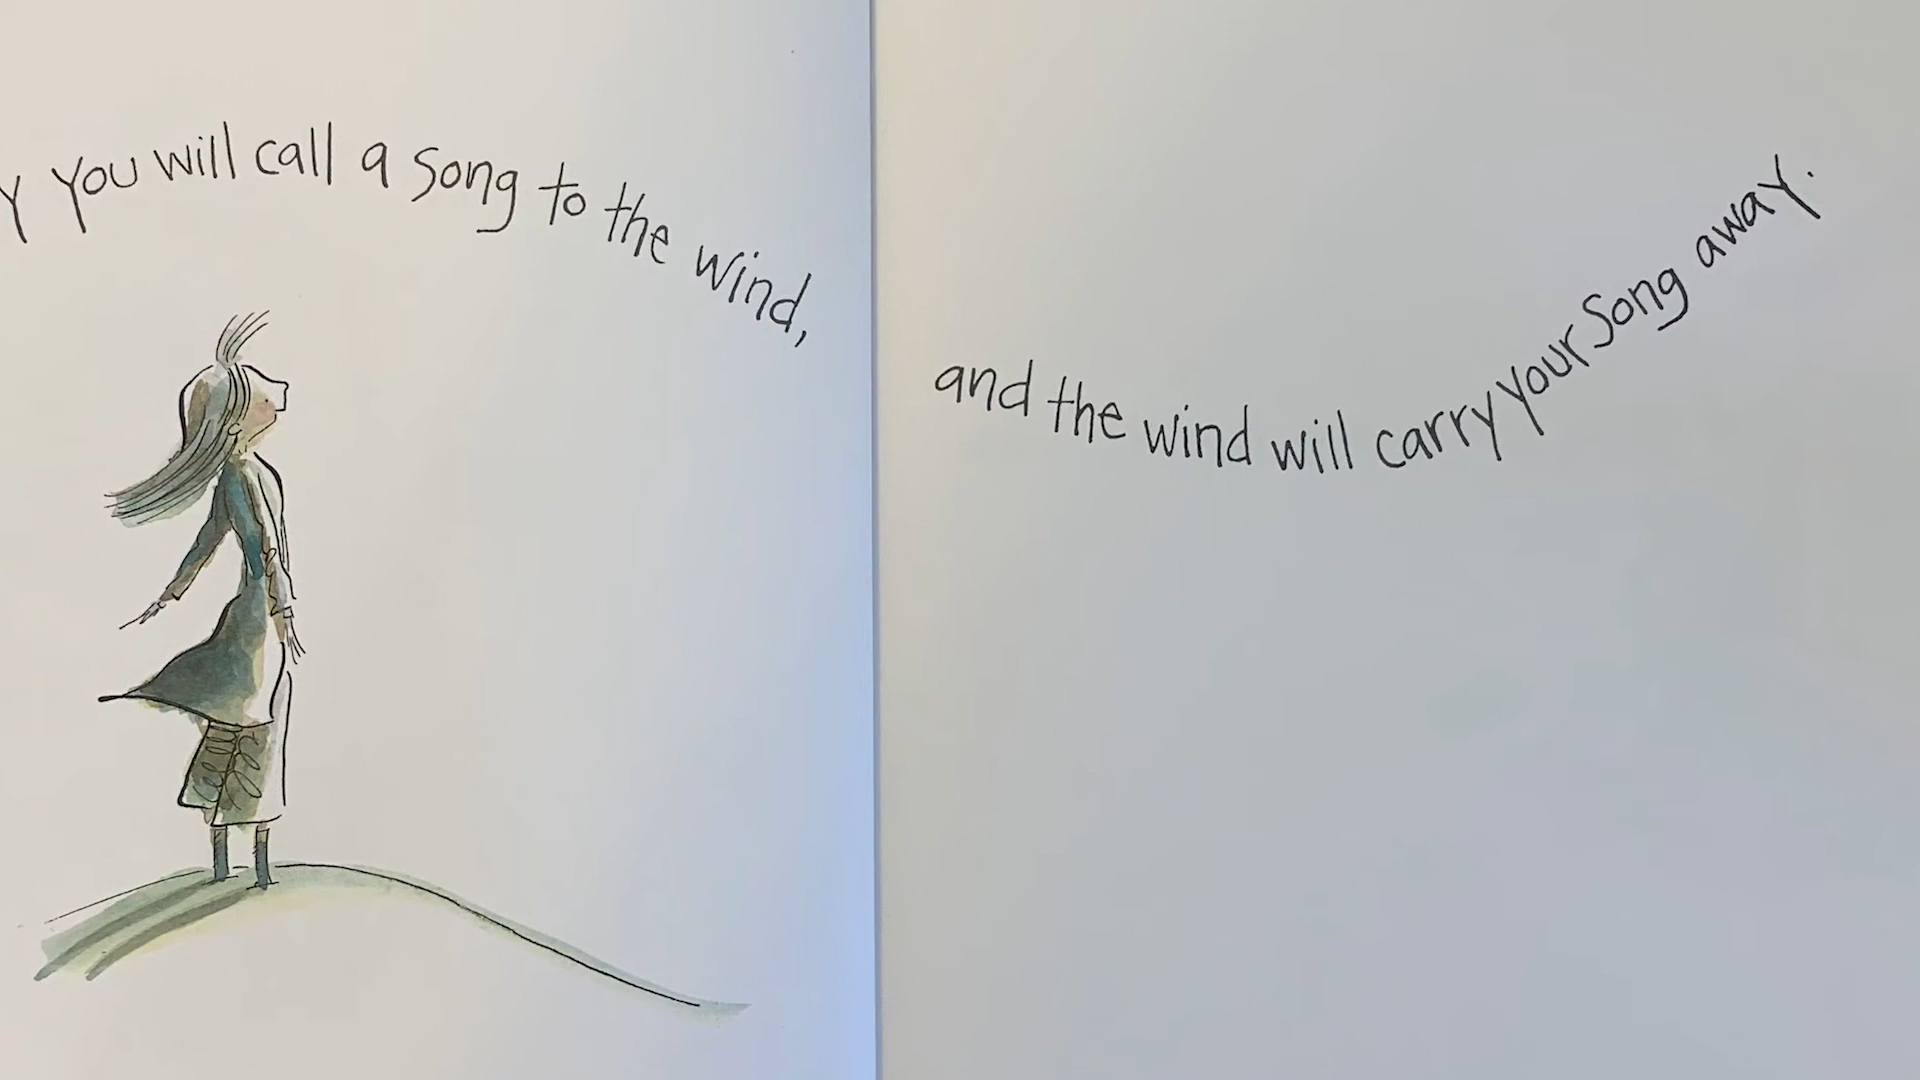 y you will call a song to the wind,
and the wind will carry your song away.